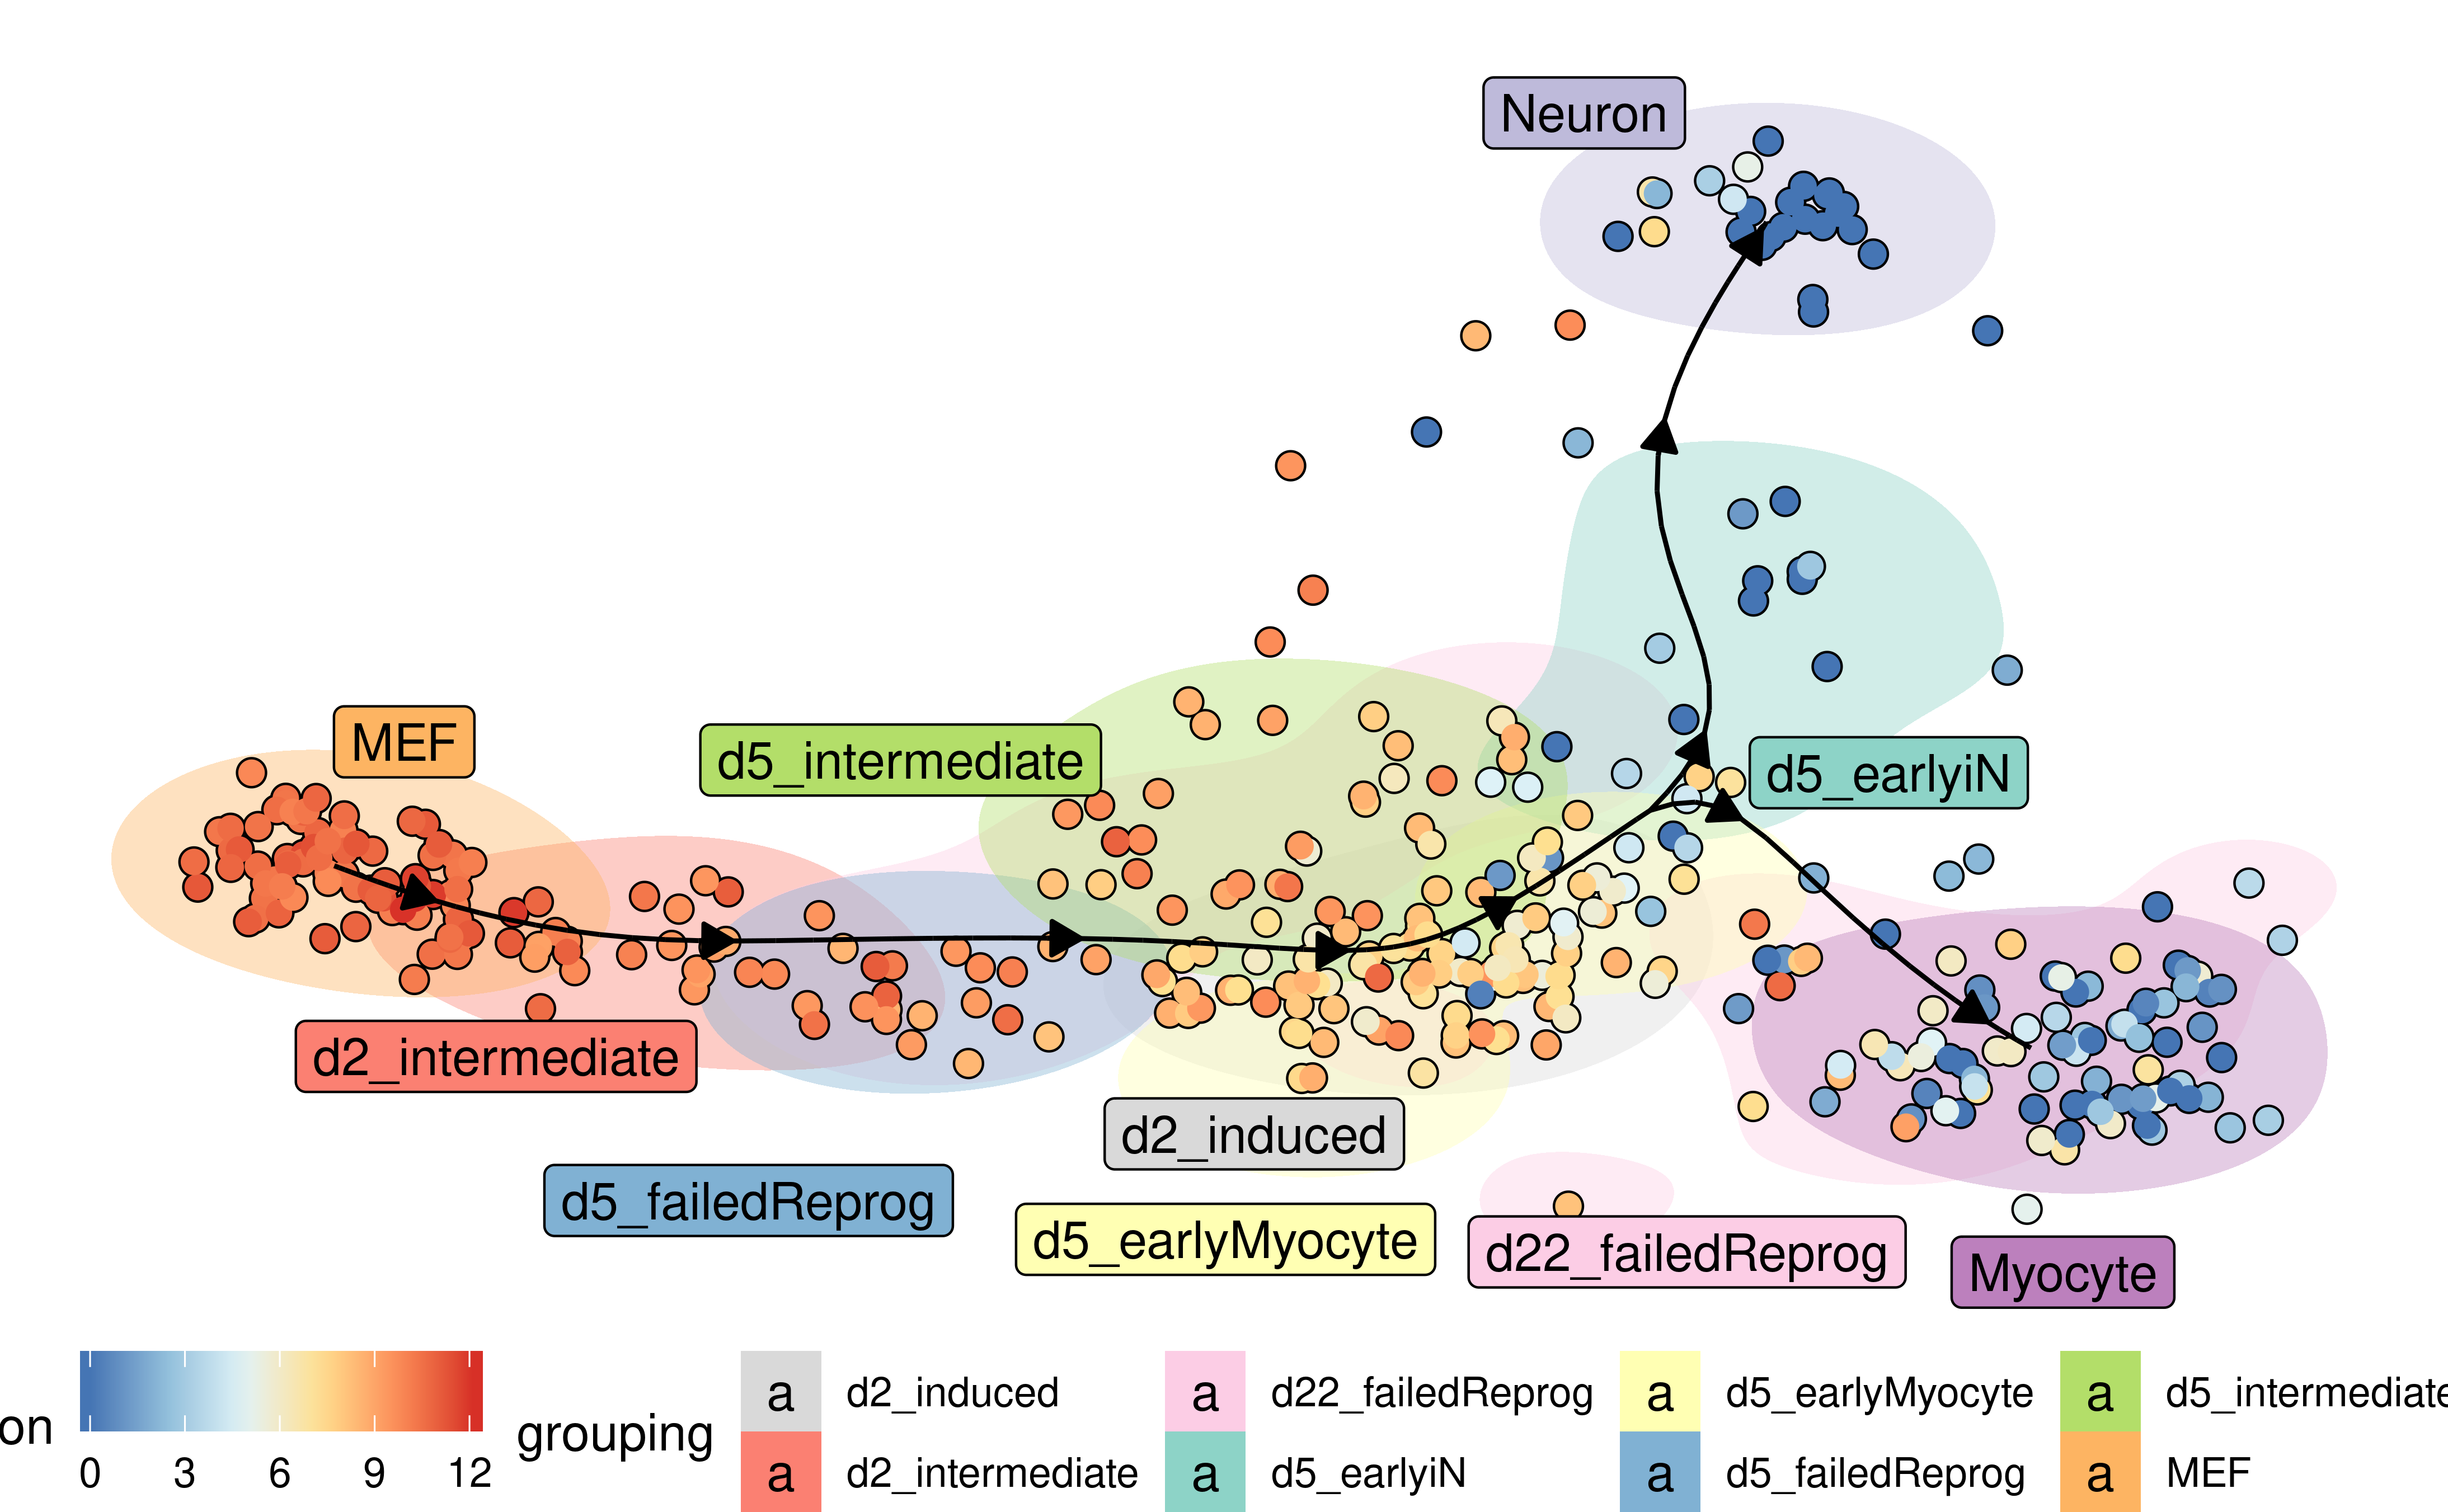 Neuron
MEF
d5_intermediate
d5_earlyiN
d2_intermediate
d2_induced
d5_failedReprog
d5_earlyMyocyte
d22_failedReprog
Myocyte
on
0 3 6 9 12
grouping
a d2_induced a d22_failedReprog a d5_earlyMyocyte a d5_intermediate
a d2_intermediate a d5_earlyiN a d5_failedReprog a MEF